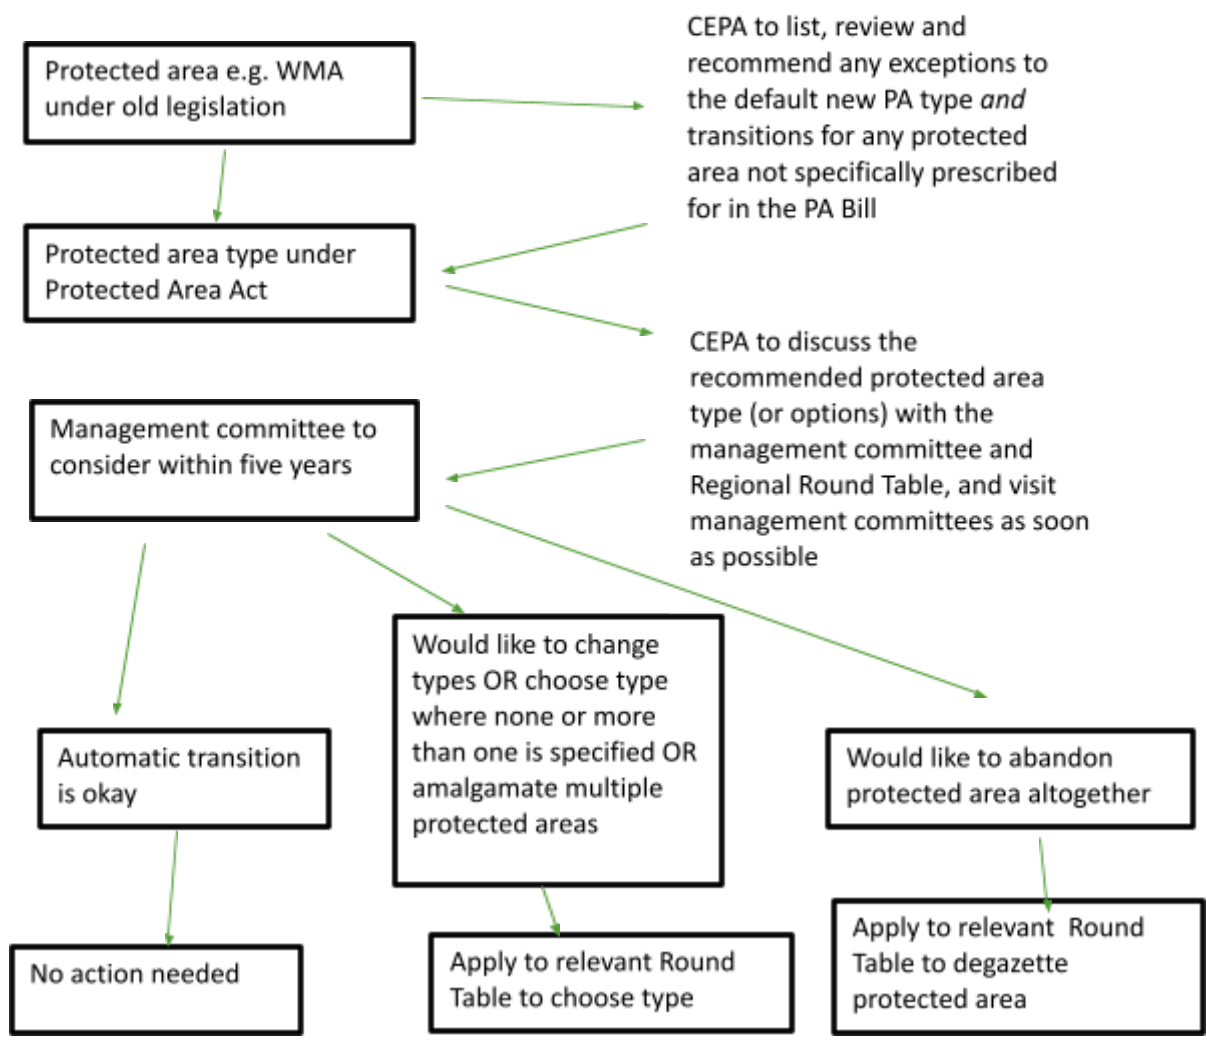 Protected area e.g. WMA
under old legislation
CEPA to list, review and
recommend any exceptions to
the default new PA type and
transitions for any protected
area not specifically prescribed
for in the PA Bill
Protected area type under
Protected Area Act
CEPA to discuss the
recommended protected area
type (or options) with the
management committee and
Regional Round Table, and visit
management committees as soon
as possible
Management committee to
consider within five years
Automatic transition
is okay
Would like to change
types OR choose type
where none or more
than one is specified OR
amalgamate multiple
protected areas
Would like to abandon
protected area altogether
No action needed
Apply to relevant Round
Table to choose type
Apply to relevant  Round
Table to degazette
protected area